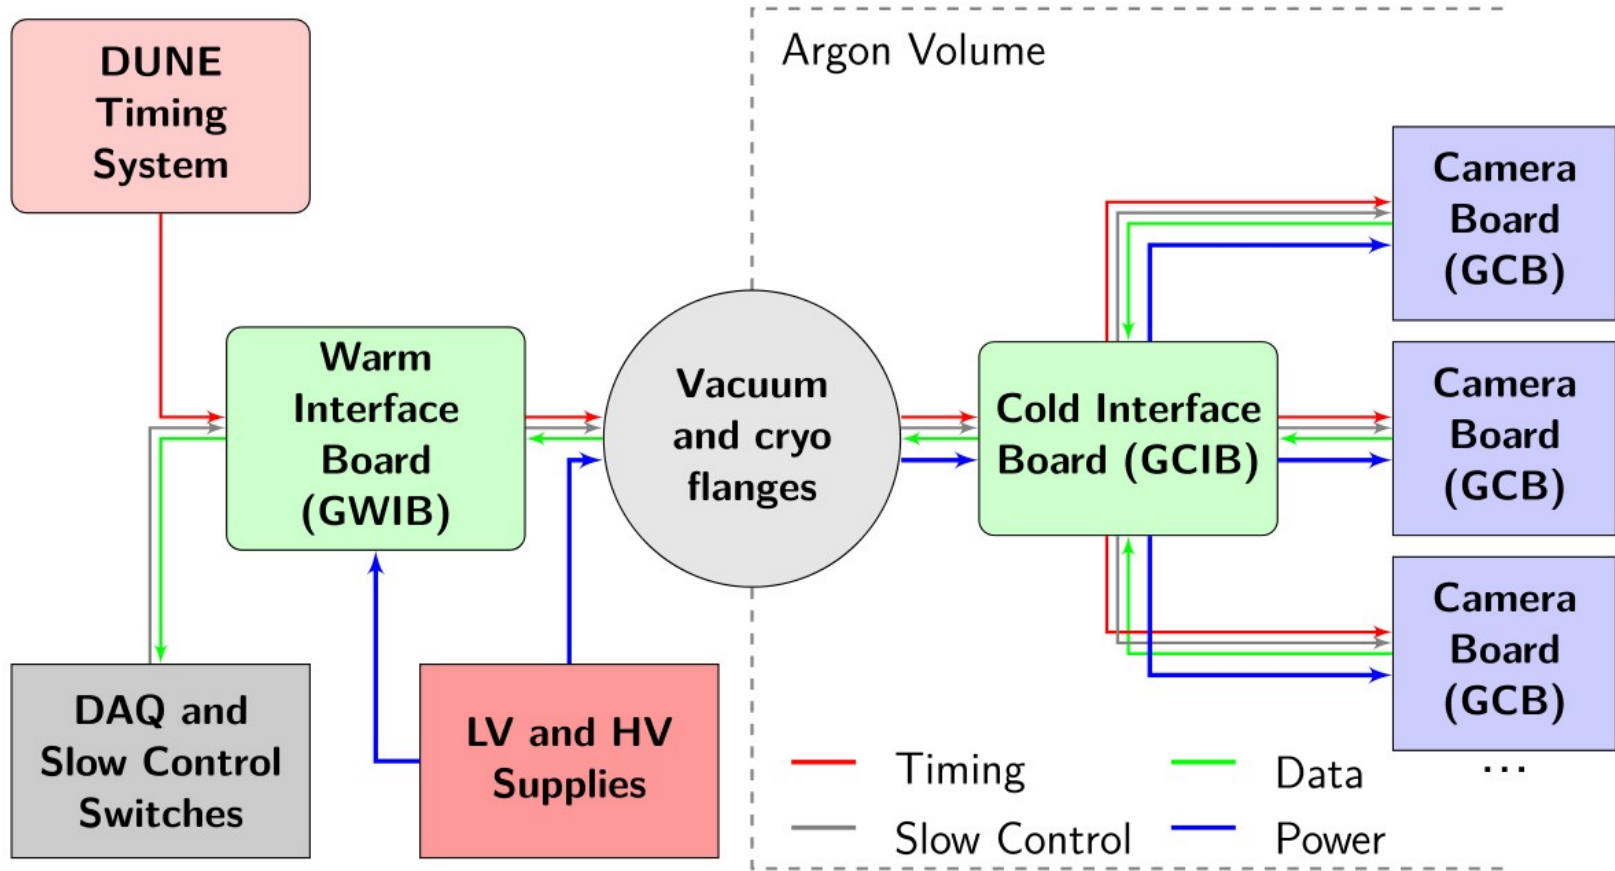 DUNE
Timing
System
Argon Volume
Camera
Board
(GCB)
Warm
Interface
Board
(GWIB)
Vacuum
and cryo
flanges
Cold Interface
Board (GCIB)
Camera
Board
(GCB)
Camera
Board
(GCB)
...
DAQ and
Slow Control
Switches
LV and HV
Supplies
Timing
Data
Slow Control
Power